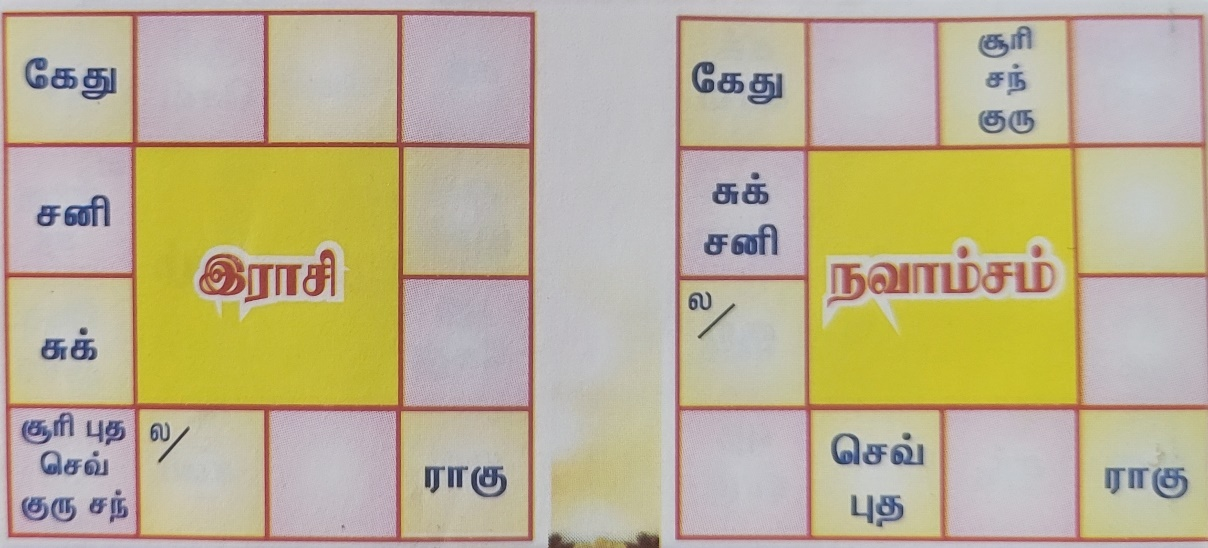 கேது
சனி
இராசி
சுக்
சூரி புத
செவ்
குரு சந்
ல/
ராகு
கேது
சூரி
சந்
குரு
சுக்
சனி
நவாம்சம்
ல/
செவ்
புத
ராகு